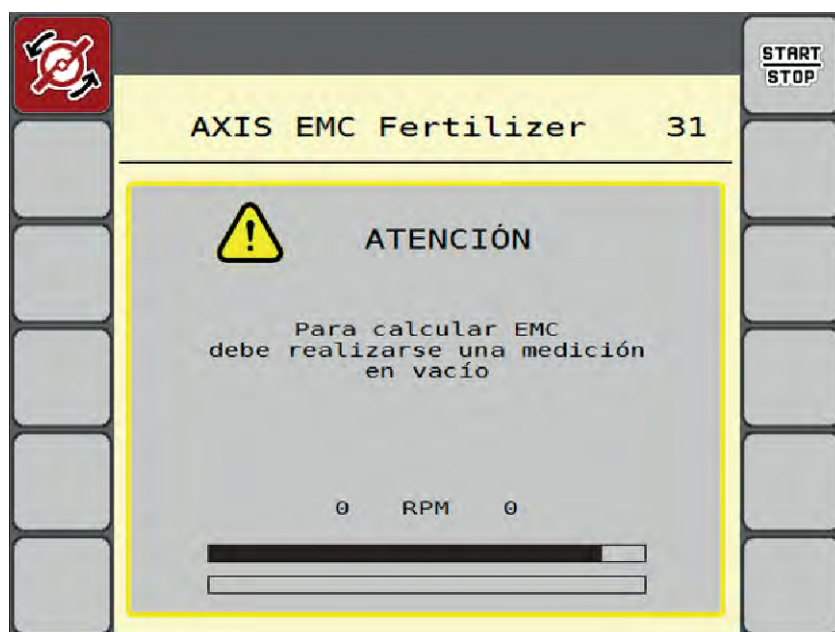 START
STOP
AXIS EMC Fertilizer 31
ATENCIÓN
Para calcular EMC
debe realizarse una medición
en vacío
0 RPM 0